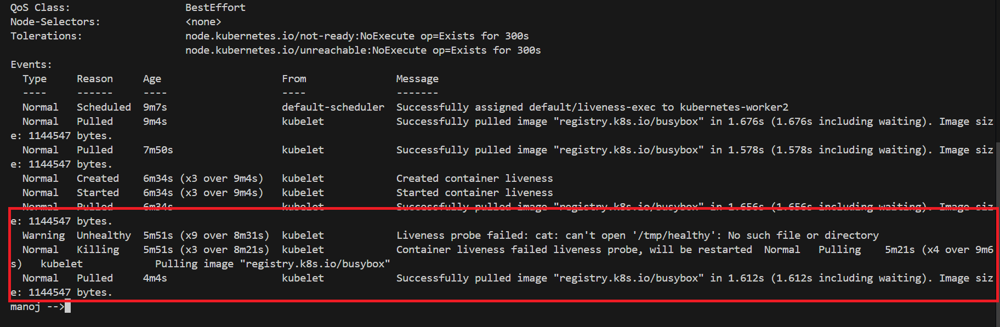 QoS Class:                   BestEffort
Node-Selectors:              <none>
Tolerations:                 node.kubernetes.io/not-ready:NoExecute op=Exists for 300s
                             node.kubernetes.io/unreachable:NoExecute op=Exists for 300s
Events:
  Type     Reason     Age                    From               Message
  ----     ------     ----                   ----               -------
  Normal   Scheduled  9m7s                   default-scheduler  Successfully assigned default/liveness-exec to kubernetes-worker2
  Normal   Pulled     9m4s                   kubelet            Successfully pulled image "registry.k8s.io/busybox" in 1.676s (1.676s including waiting). Image siz
e: 1144547 bytes.
  Normal   Pulled     7m50s                  kubelet            Successfully pulled image "registry.k8s.io/busybox" in 1.578s (1.578s including waiting). Image siz
e: 1144547 bytes.
  Normal   Created    6m34s (x3 over 9m4s)   kubelet            Created container liveness
  Normal   Started    6m34s (x3 over 9m4s)   kubelet            Started container liveness
  Normal   Pulled     6m34s                  kubelet            Successfully pulled image "registry.k8s.io/busybox" in 1.656s (1.656s including waiting). Image siz
e: 1144547 bytes.
  Warning  Unhealthy  5m51s (x9 over 8m31s)  kubelet            Liveness probe failed: cat: can't open '/tmp/healthy': No such file or directory
  Normal   Killing    5m51s (x3 over 8m21s)  kubelet            Container liveness failed liveness probe, will be restarted  Normal   Pulling    5m21s (x4 over 9m6
s)   kubelet            Pulling image "registry.k8s.io/busybox"
  Normal   Pulled     4m4s                   kubelet            Successfully pulled image "registry.k8s.io/busybox" in 1.612s (1.612s including waiting). Image siz
e: 1144547 bytes.
manoj -->